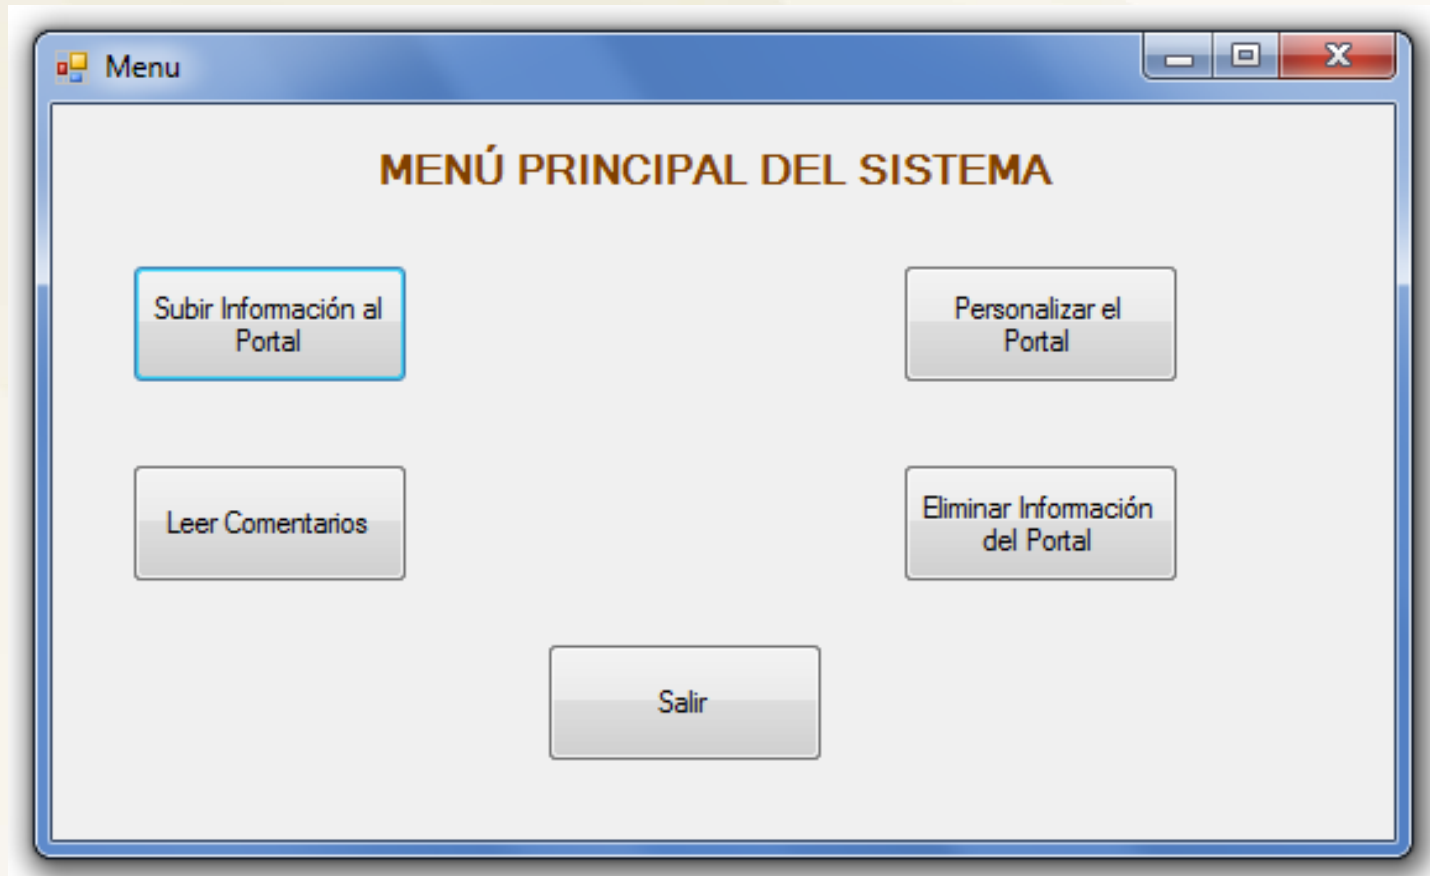 Menu
MENÚ PRINCIPAL DEL SISTEMA
Subir Información al
Portal
Personalizar el
Portal
Leer Comentarios
Eliminar Información
del Portal
Salir